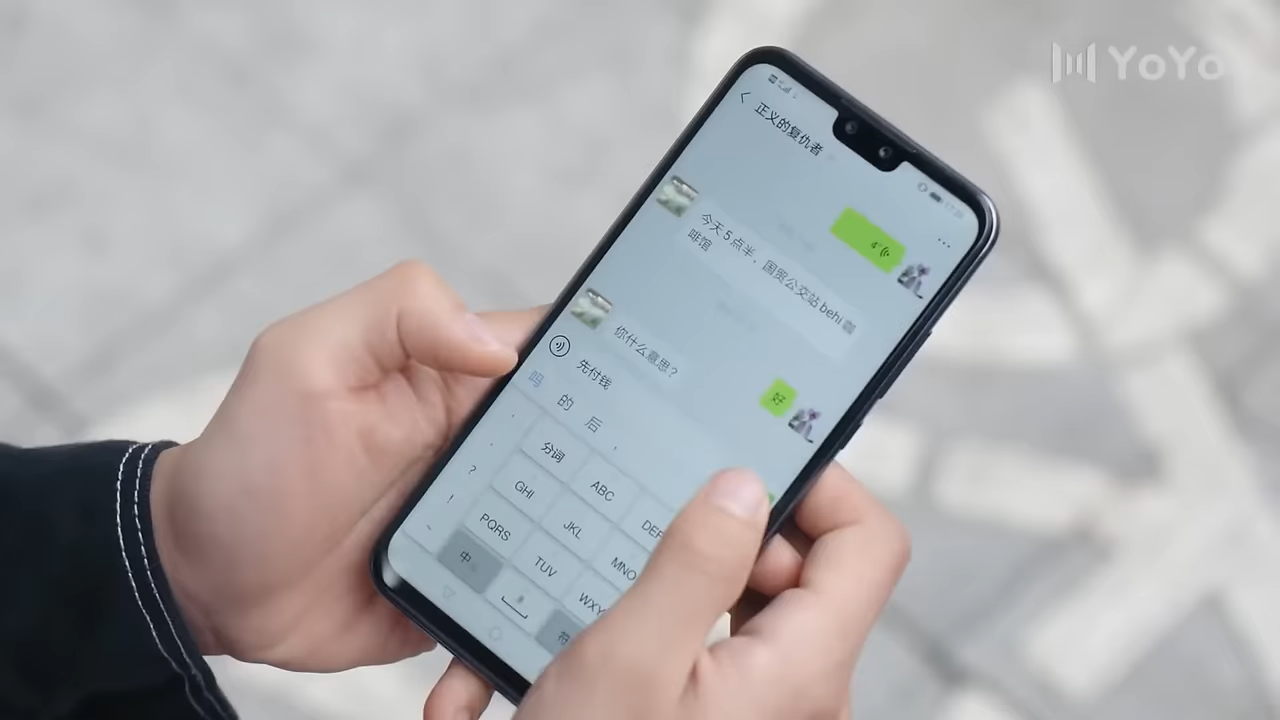 YoYo
正义的复仇者
4"
今天5点半，国贸公交站behi咖
啡馆
好
你什么意思？
先付钱
吗 的 后 ，
分词 ABC DEF
GHI JKL MNO
PQRS TUV WXY
？
！
中 符